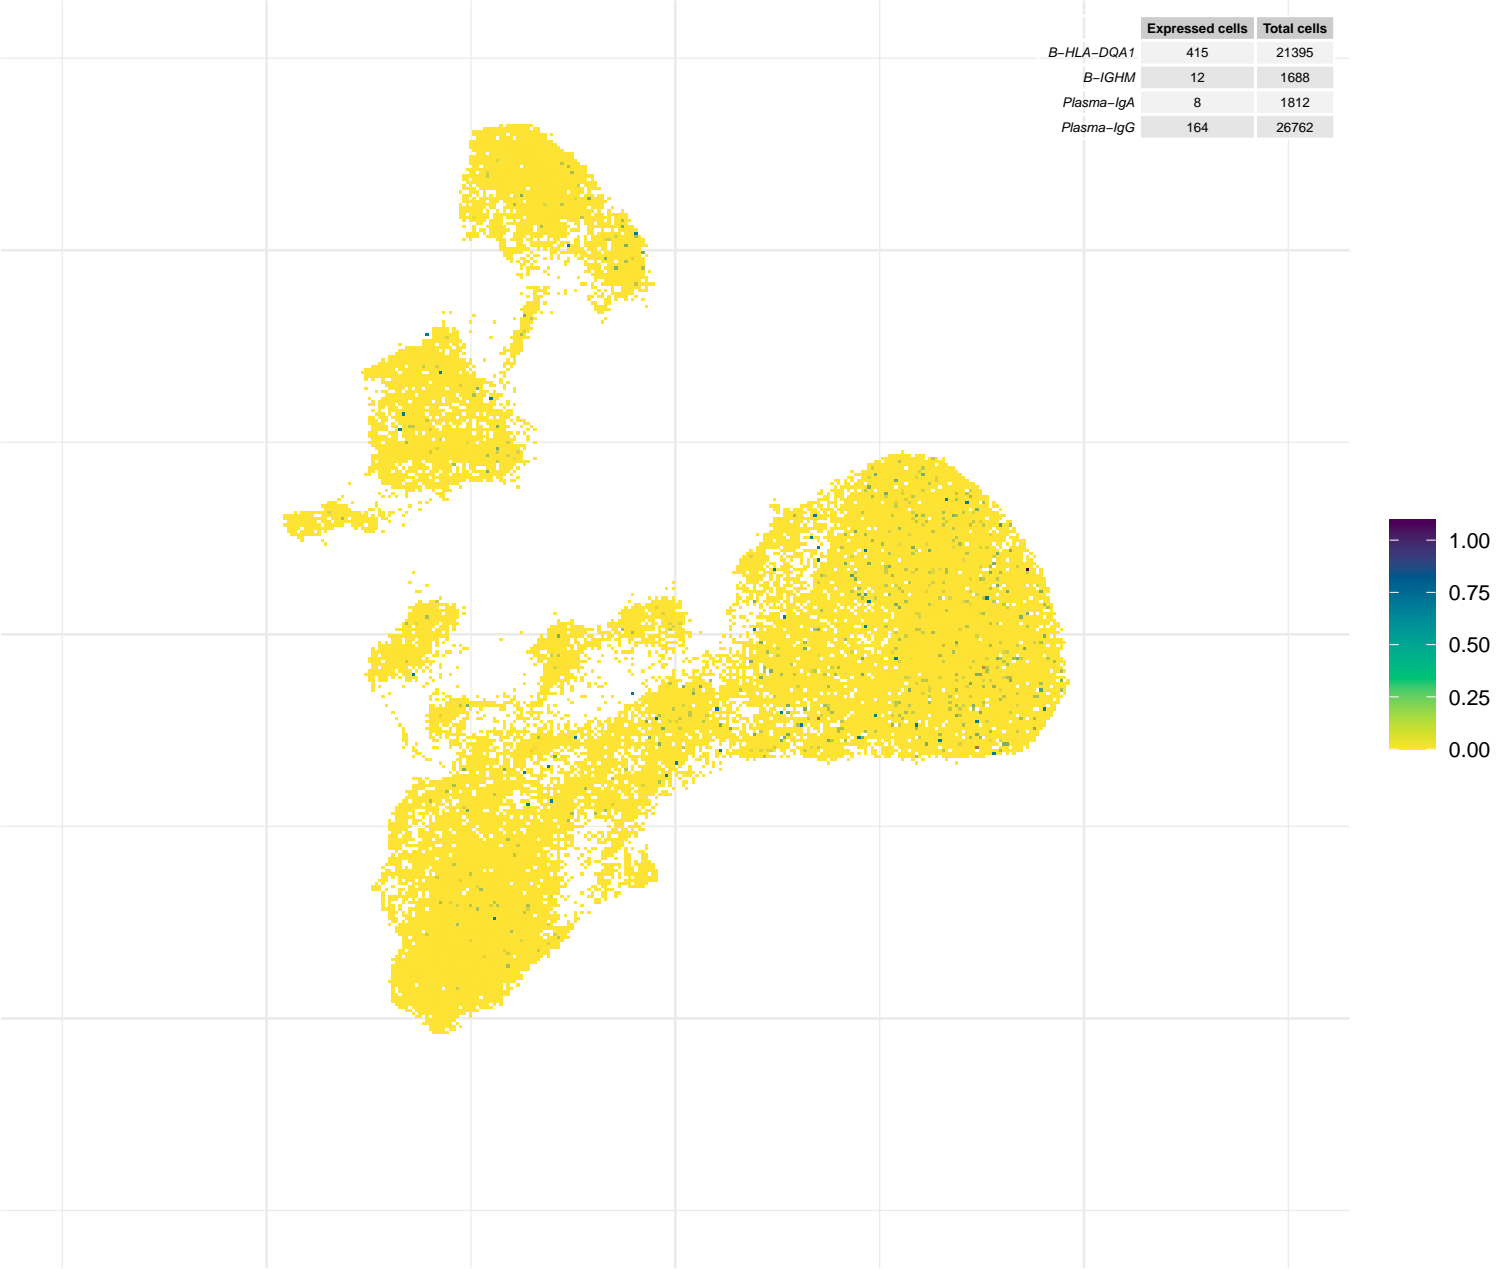 Expressed cells Total cells
B−HLA−DQA1 415 21395
B−IGHM 12 1688
Plasma−IgA 8 1812
Plasma−IgG 164 26762
1.00
0.75
0.50
0.25
0.00